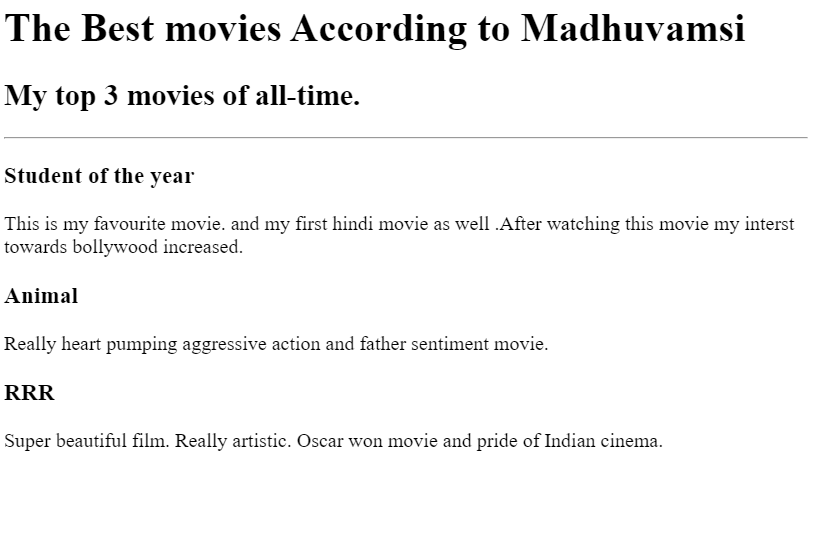 The Best movies According to Madhuvamsi
My top 3 movies of all-time.
Student of the year
This is my favourite movie. and my first hindi movie as well .After watching this movie my interst
towards bollywood increased.
Animal
Really heart pumping aggressive action and father sentiment movie.
RRR
Super beautiful film. Really artistic. Oscar won movie and pride of Indian cinema.